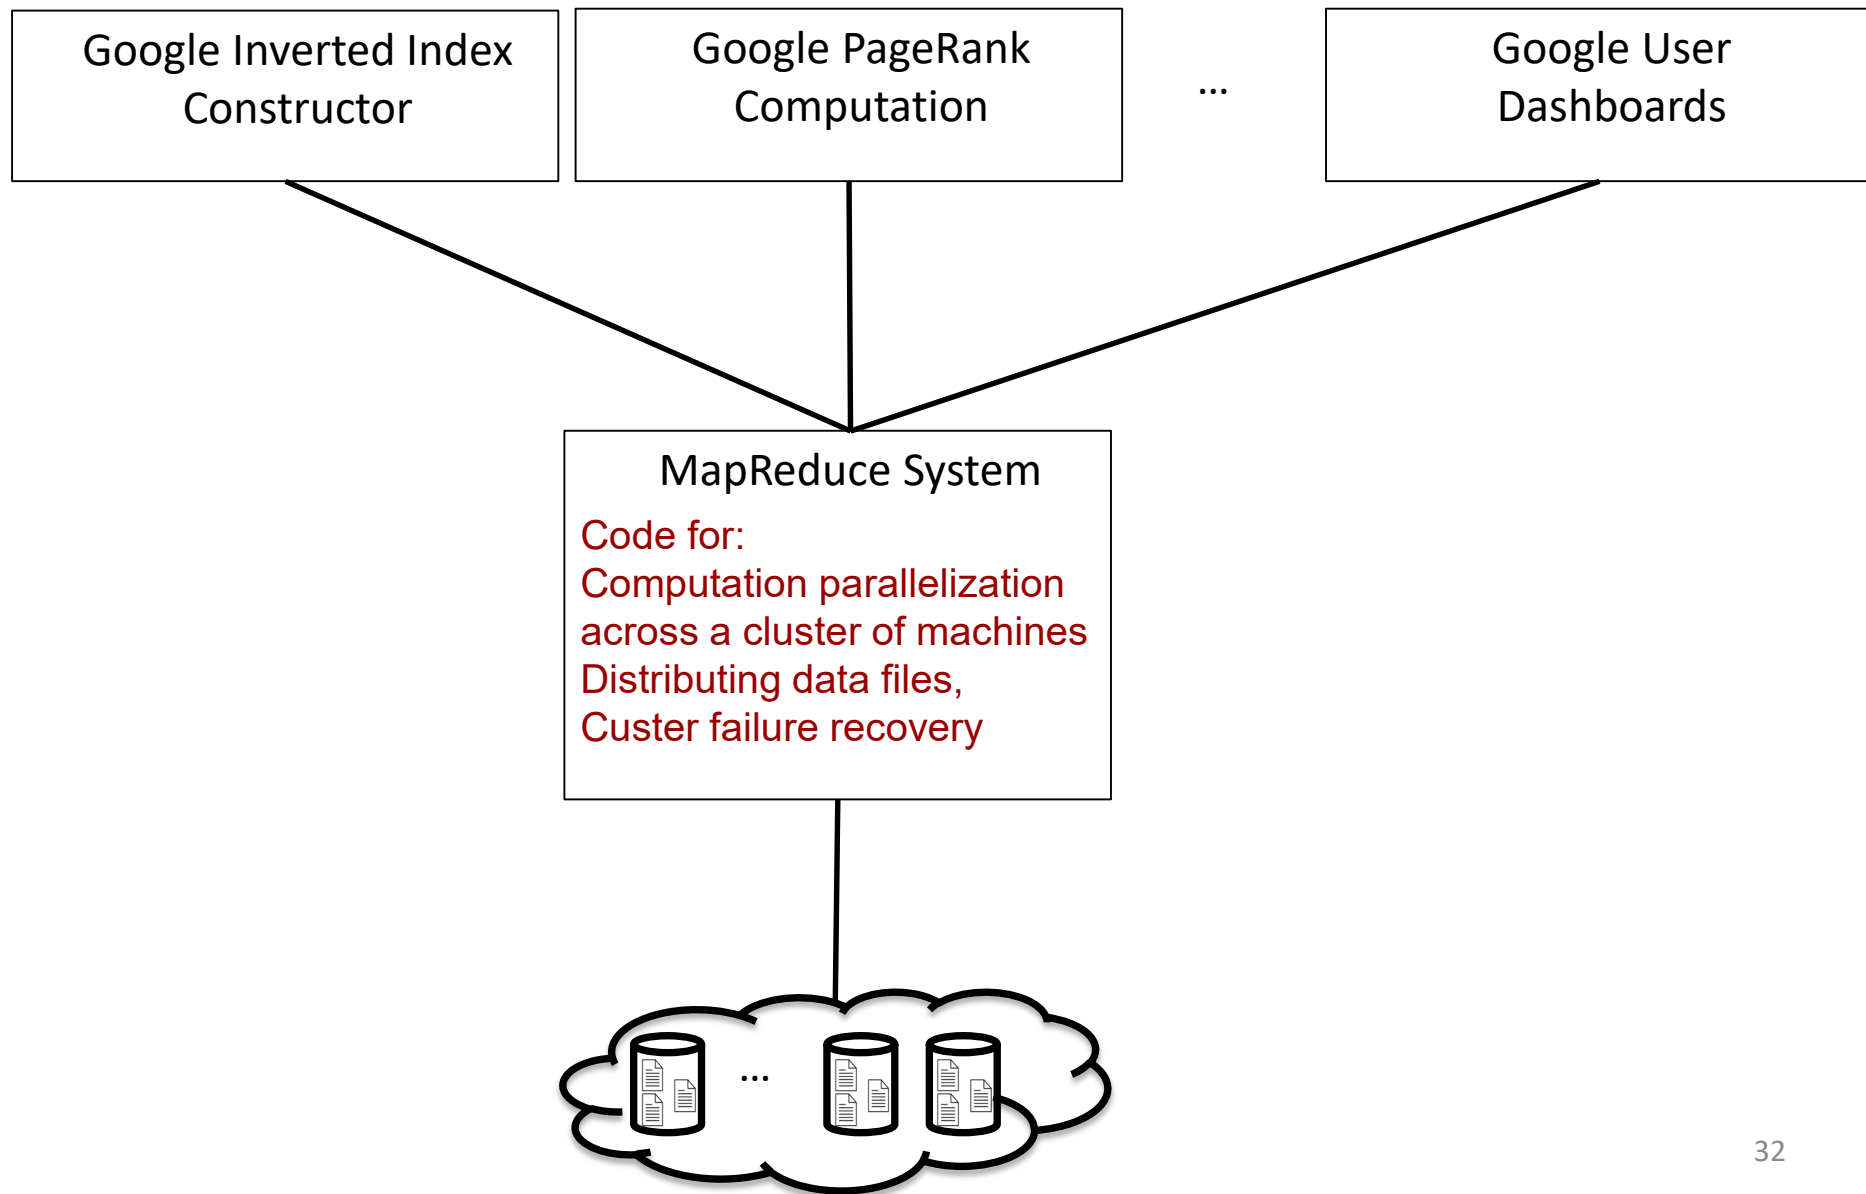 Google Inverted Index
Constructor
Google PageRank
Computation
...
Google User
Dashboards
MapReduce System
Code for:
Computation parallelization
across a cluster of machines
Distributing data files,
Custer failure recovery
...
32